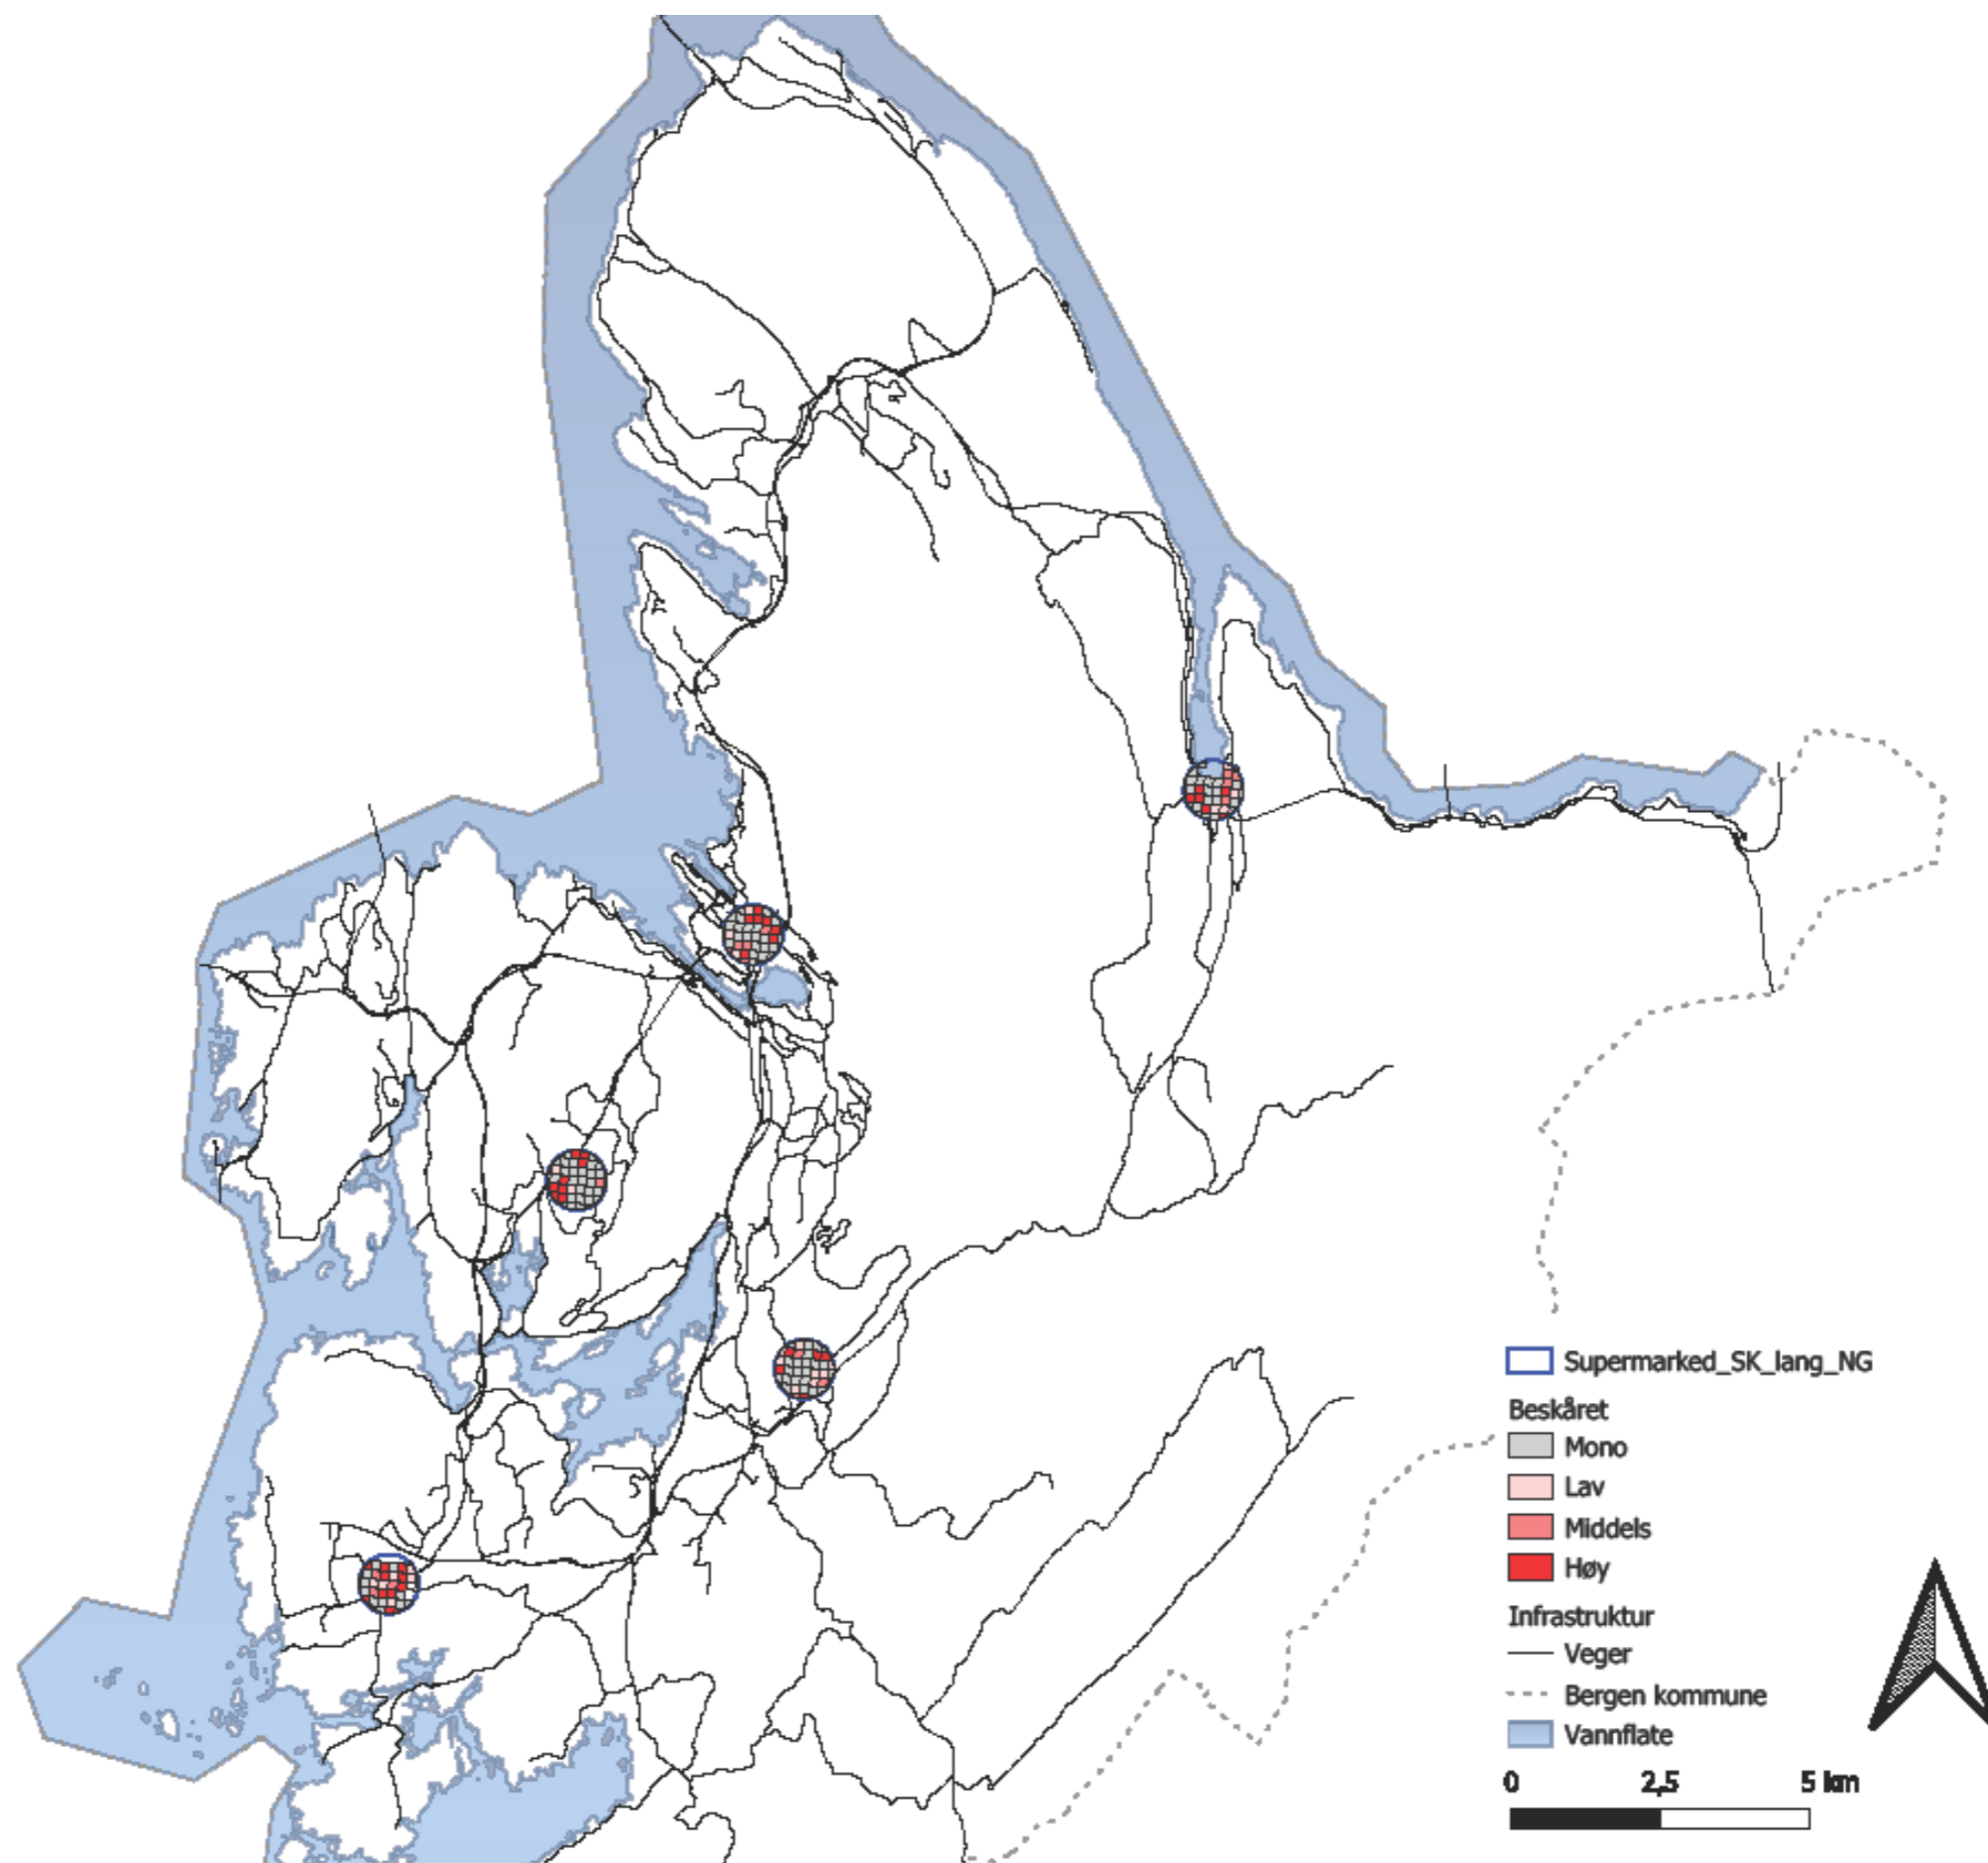 Supermarked_SK_lang_NG
Beskåret
Mono
Lav
Middels
Høy
Infrastruktur
Veger
Bergen kommune
Vannflate
0 2,5 5 km